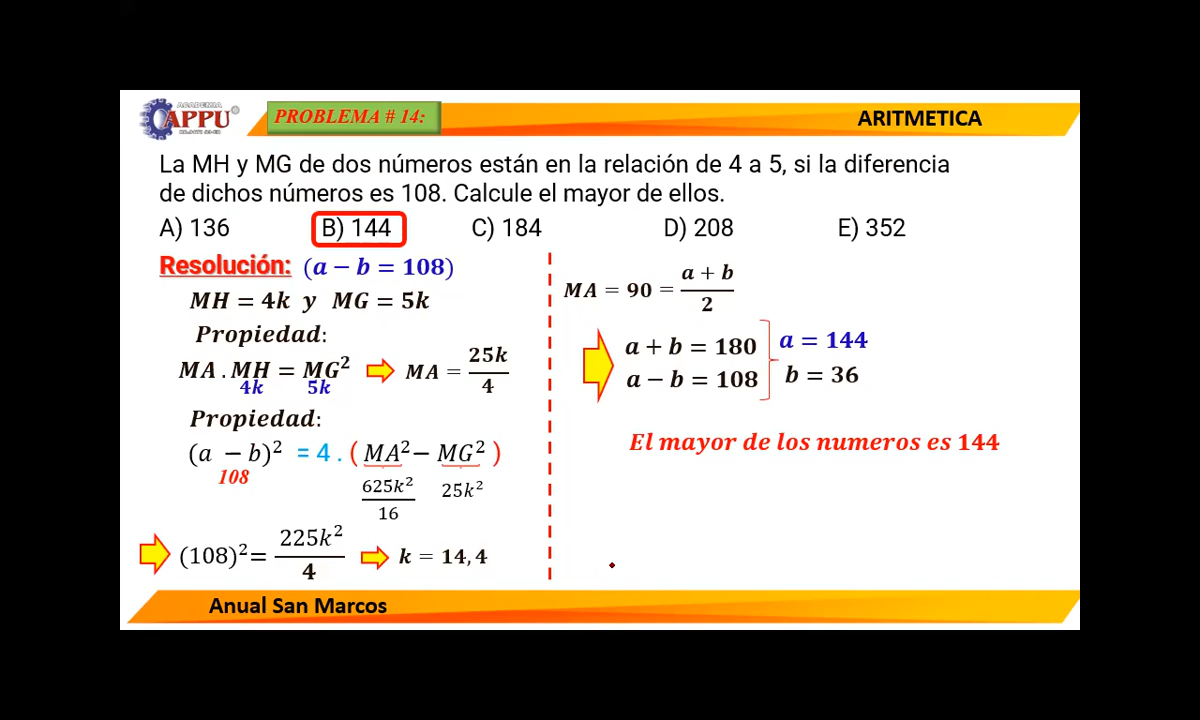 ACADEMIA
APPU
PROBLEMA # 14:
ARITMETICA
La MH y MG de dos números están en la relación de 4 a 5, si la diferencia
de dichos números es 108. Calcule el mayor de ellos.
A) 136 B) 144 C) 184 D) 208 E) 352
Resolución: (a − b = 108)
MH = 4k y MG = 5k
Propiedad:
MA . MH = MG² MA = 25k/4
4k 5k
Propiedad:
(a − b)² = 4 . ( MA² − MG² )
108
625k²/16 25k²
(108)² = 225k²/4 k = 14,4
MA = 90 = a + b/2
a + b = 180
a − b = 108
a = 144
b = 36
El mayor de los numeros es 144
Anual San Marcos